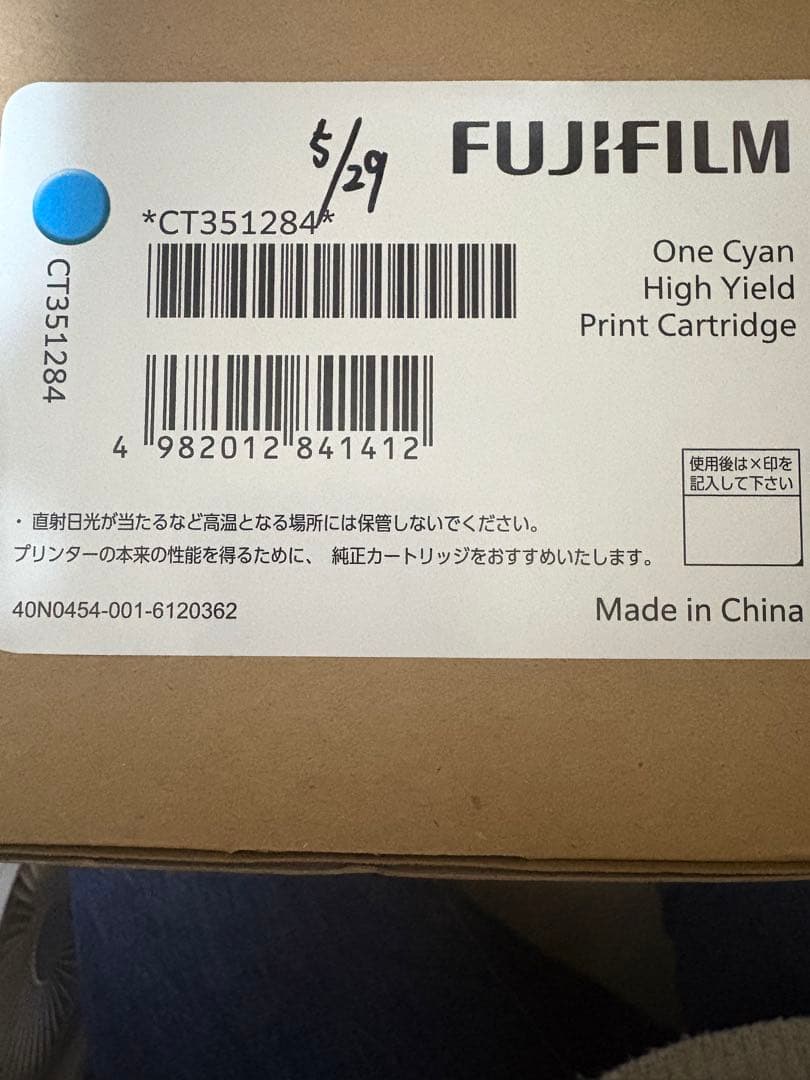 5/29
FUJIFILM
*CT351284*
CT351284
One Cyan
High Yield
Print Cartridge
4 982012 841412
使用後は×印を
記入して下さい
・直射日光が当たるなど高温となる場所には保管しないでください。
プリンターの本来の性能を得るために、 純正カートリッジをおすすめいたします。
40N0454-001-6120362
Made in China